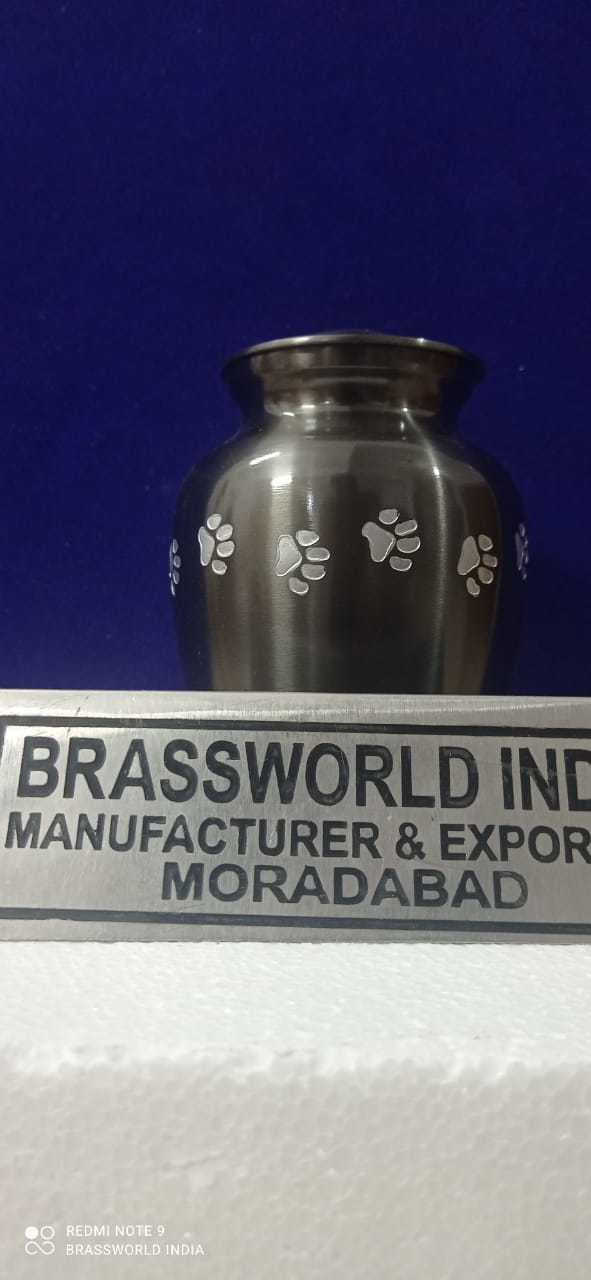 BRASSWORLD IND
MANUFACTURER & EXPOR
MORADABAD
REDMI NOTE 9
BRASSWORLD INDIA